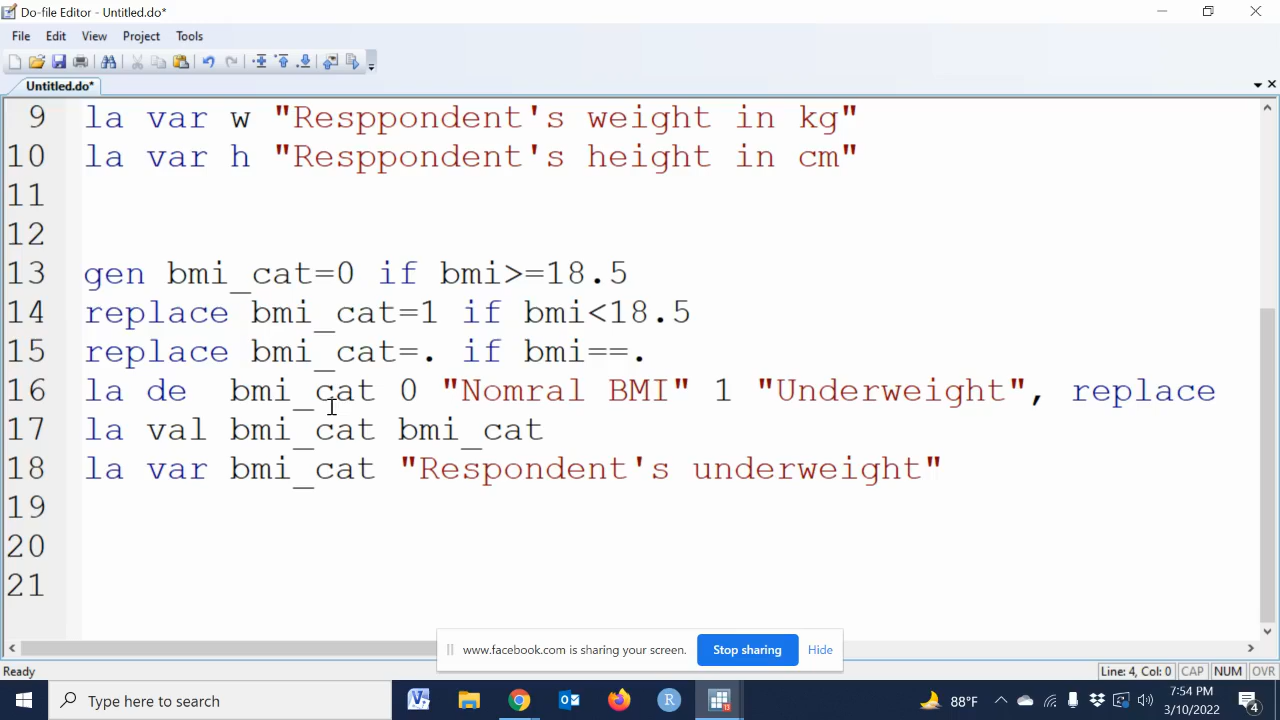 Do-file Editor - Untitled.do*
File Edit View Project Tools
Untitled.do*
9 la var w "Resppondent's weight in kg"
10 la var h "Resppondent's height in cm"
11
12
13 gen bmi_cat=0 if bmi>=18.5
14 replace bmi_cat=1 if bmi<18.5
15 replace bmi_cat=. if bmi==.
16 la de  bmi_cat 0 "Nomral BMI" 1 "Underweight", replace
17 la val bmi_cat bmi_cat
18 la var bmi_cat "Respondent's underweight"
19
20
21
www.facebook.com is sharing your screen. Stop sharing Hide
Ready Line: 4, Col: 0 CAP NUM OVR
Type here to search 88°F 7:54 PM
3/10/2022 4